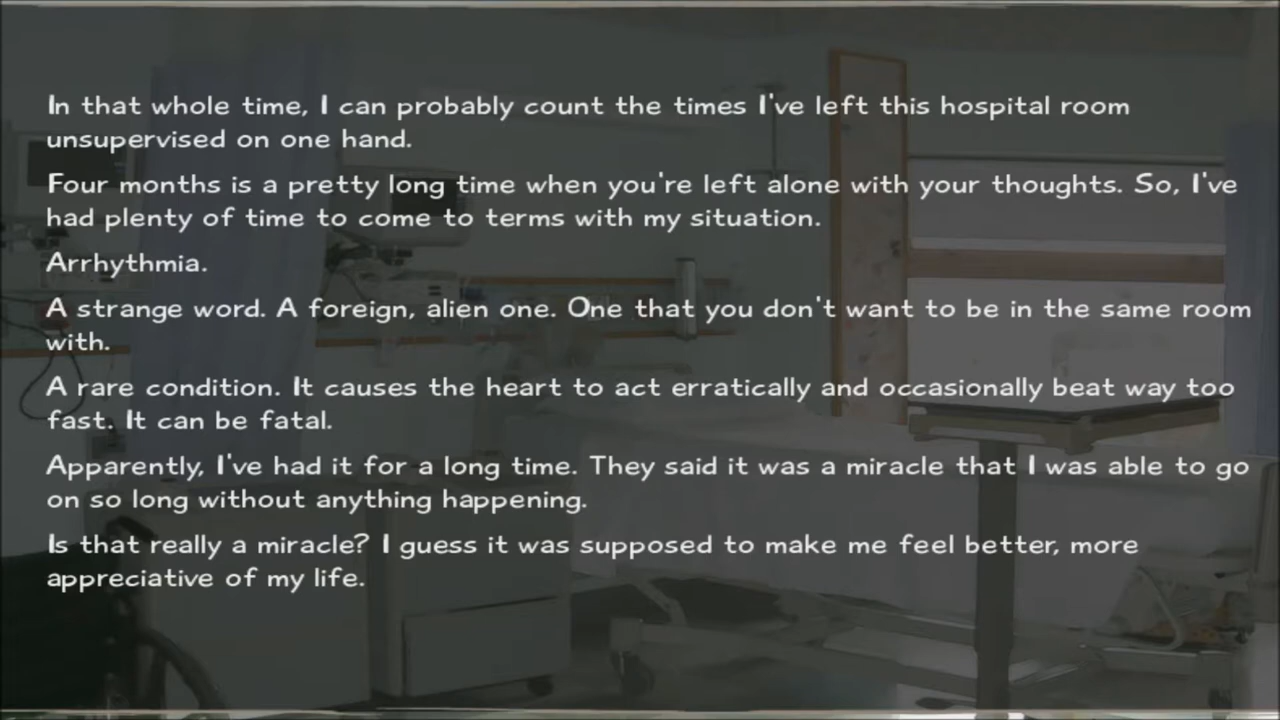 In that whole time, I can probably count the times I've left this hospital room
unsupervised on one hand.
Four months is a pretty long time when you're left alone with your thoughts. So, I've
had plenty of time to come to terms with my situation.
Arrhythmia.
A strange word. A foreign, alien one. One that you don't want to be in the same room
with.
A rare condition. It causes the heart to act erratically and occasionally beat way too
fast. It can be fatal.
Apparently, I've had it for a long time. They said it was a miracle that I was able to go
on so long without anything happening.
Is that really a miracle? I guess it was supposed to make me feel better, more
appreciative of my life.